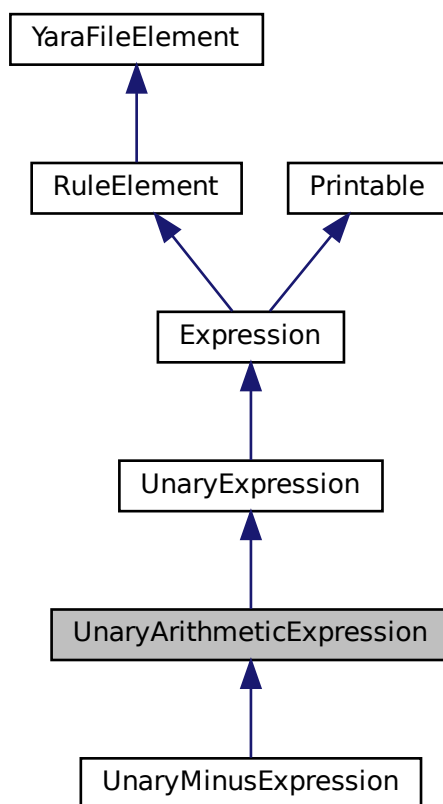 YaraFileElement
RuleElement
Printable
Expression
UnaryExpression
UnaryArithmeticExpression
UnaryMinusExpression